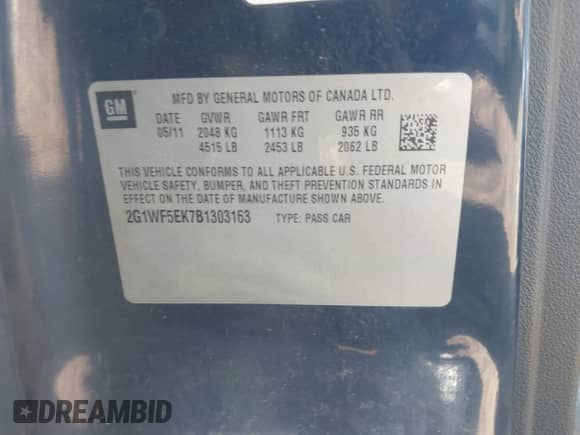 GM
MFD BY GENERAL MOTORS OF CANADA LTD.
DATE GVWR GAWR FRT GAWR RR
05/11 2048 KG 1113 KG 935 KG
4515 LB 2453 LB 2062 LB
THIS VEHICLE CONFORMS TO ALL APPLICABLE U.S. FEDERAL MOTOR
VEHICLE SAFETY, BUMPER, AND THEFT PREVENTION STANDARDS IN
EFFECT ON THE DATE OF MANUFACTURE SHOWN ABOVE.
2G1WF5EK7B1303163 TYPE: PASS CAR
DREAMBID